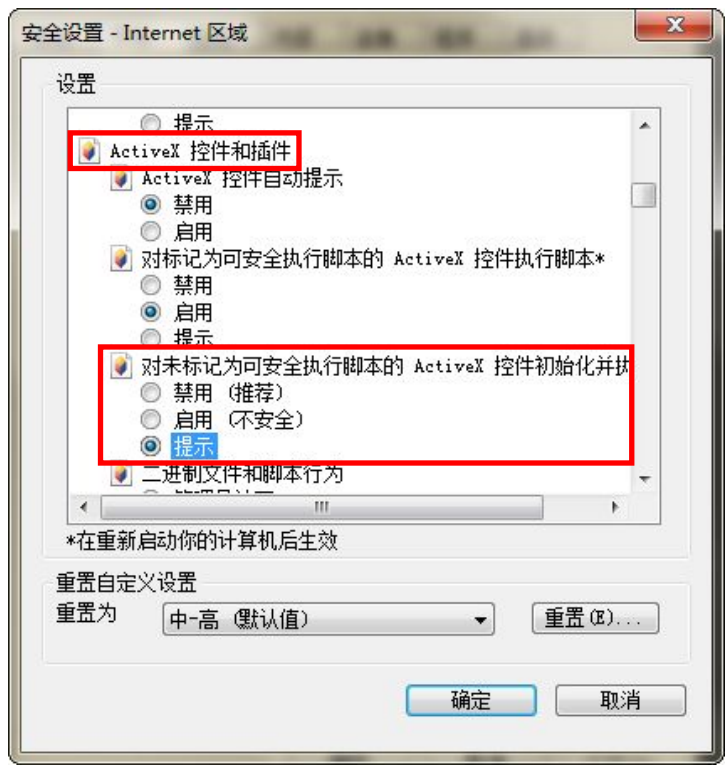 安全设置 - Internet 区域
设置
提示
ActiveX 控件和插件
ActiveX 控件自动提示
禁用
启用
对标记为可安全执行脚本的 ActiveX 控件执行脚本*
禁用
启用
提示
对未标记为可安全执行脚本的 ActiveX 控件初始化并执
禁用 (推荐)
启用 (不安全)
提示
二进制文件和脚本行为
*在重新启动你的计算机后生效
重置自定义设置
重置为
中-高 (默认值)
重置(E)...
确定
取消